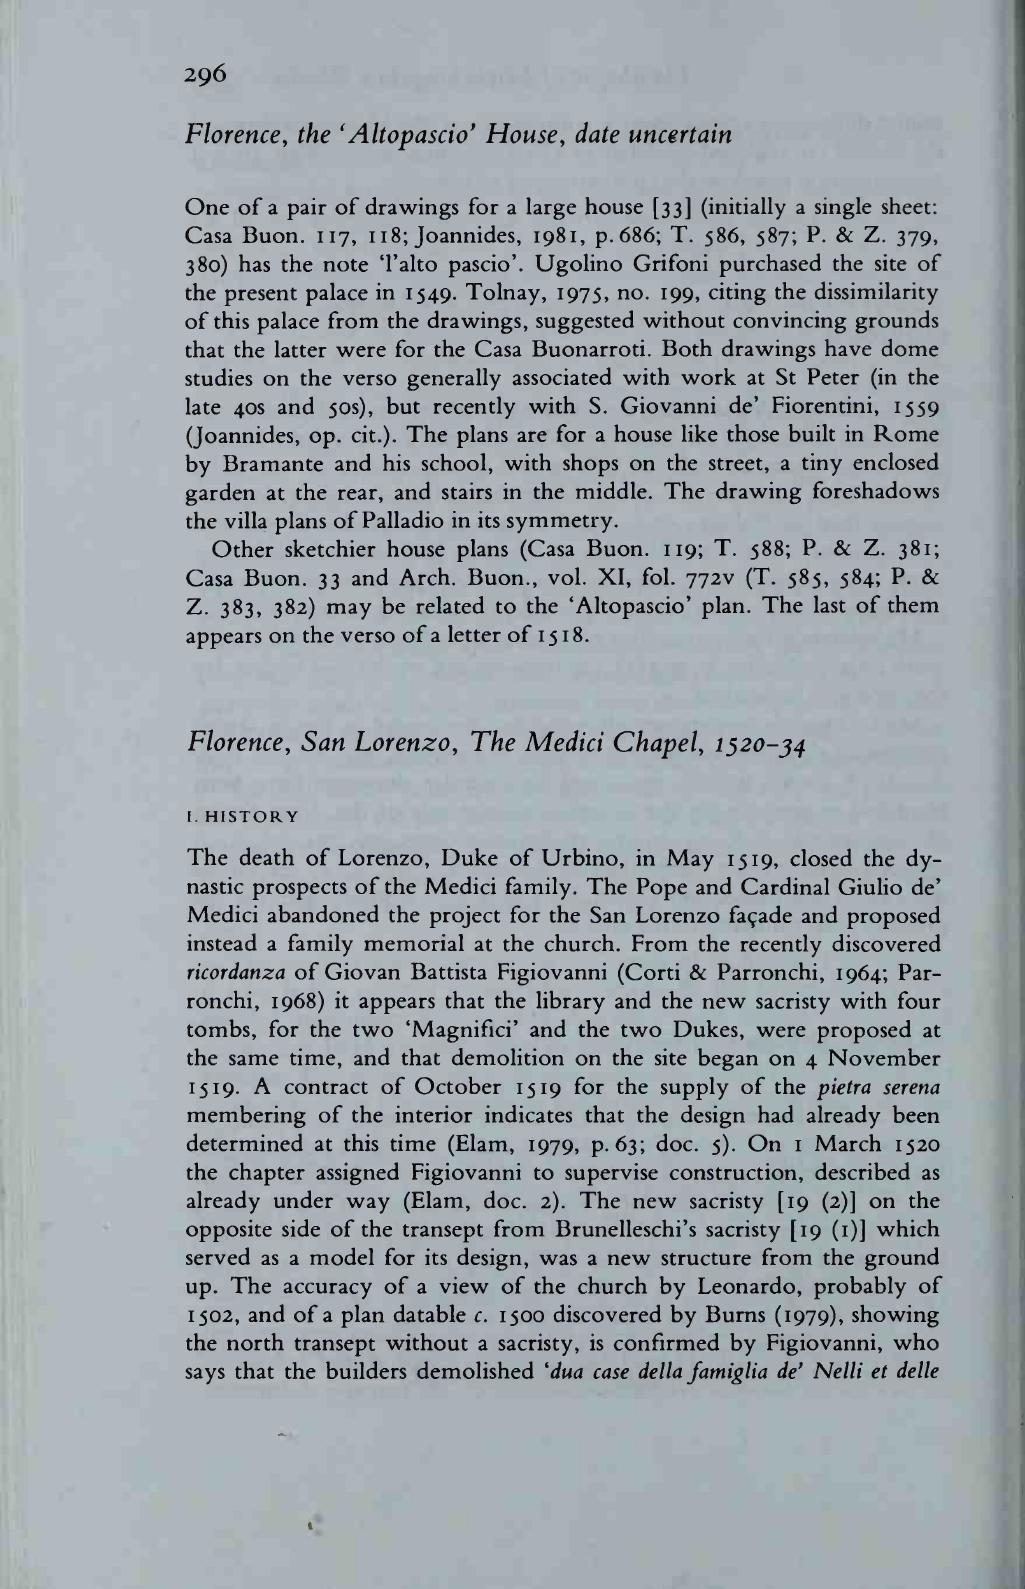 296
Florence, the 'Altopascio' House, date uncertain
One of a pair of drawings for a large house [33] (initially a single sheet:
Casa Buon. 117, 118; Joannides, 1981, p. 686; T. 586, 587; P. & Z. 379,
380) has the note 'l'alto pascio'. Ugolino Grifoni purchased the site of
the present palace in 1549. Tolnay, 1975, no. 199, citing the dissimilarity
of this palace from the drawings, suggested without convincing grounds
that the latter were for the Casa Buonarroti. Both drawings have dome
studies on the verso generally associated with work at St Peter (in the
late 40s and 50s), but recently with S. Giovanni de' Fiorentini, 1559
(Joannides, op. cit.). The plans are for a house like those built in Rome
by Bramante and his school, with shops on the street, a tiny enclosed
garden at the rear, and stairs in the middle. The drawing foreshadows
the villa plans of Palladio in its symmetry.
Other sketchier house plans (Casa Buon. 119; T. 588; P. & Z. 381;
Casa Buon. 33 and Arch. Buon., vol. XI, fol. 772v (T. 585, 584; P. &
Z. 383, 382) may be related to the 'Altopascio' plan. The last of them
appears on the verso of a letter of 1518.
Florence, San Lorenzo, The Medici Chapel, 1520–34
I. HISTORY
The death of Lorenzo, Duke of Urbino, in May 1519, closed the dy-
nastic prospects of the Medici family. The Pope and Cardinal Giulio de'
Medici abandoned the project for the San Lorenzo façade and proposed
instead a family memorial at the church. From the recently discovered
ricordanza of Giovan Battista Figiovanni (Corti & Parronchi, 1964; Par-
ronchi, 1968) it appears that the library and the new sacristy with four
tombs, for the two 'Magnifici' and the two Dukes, were proposed at
the same time, and that demolition on the site began on 4 November
1519. A contract of October 1519 for the supply of the pietra serena
membering of the interior indicates that the design had already been
determined at this time (Elam, 1979, p. 63; doc. 5). On 1 March 1520
the chapter assigned Figiovanni to supervise construction, described as
already under way (Elam, doc. 2). The new sacristy [19 (2)] on the
opposite side of the transept from Brunelleschi's sacristy [19 (1)] which
served as a model for its design, was a new structure from the ground
up. The accuracy of a view of the church by Leonardo, probably of
1502, and of a plan datable c. 1500 discovered by Burns (1979), showing
the north transept without a sacristy, is confirmed by Figiovanni, who
says that the builders demolished 'dua case della famiglia de' Nelli et delle